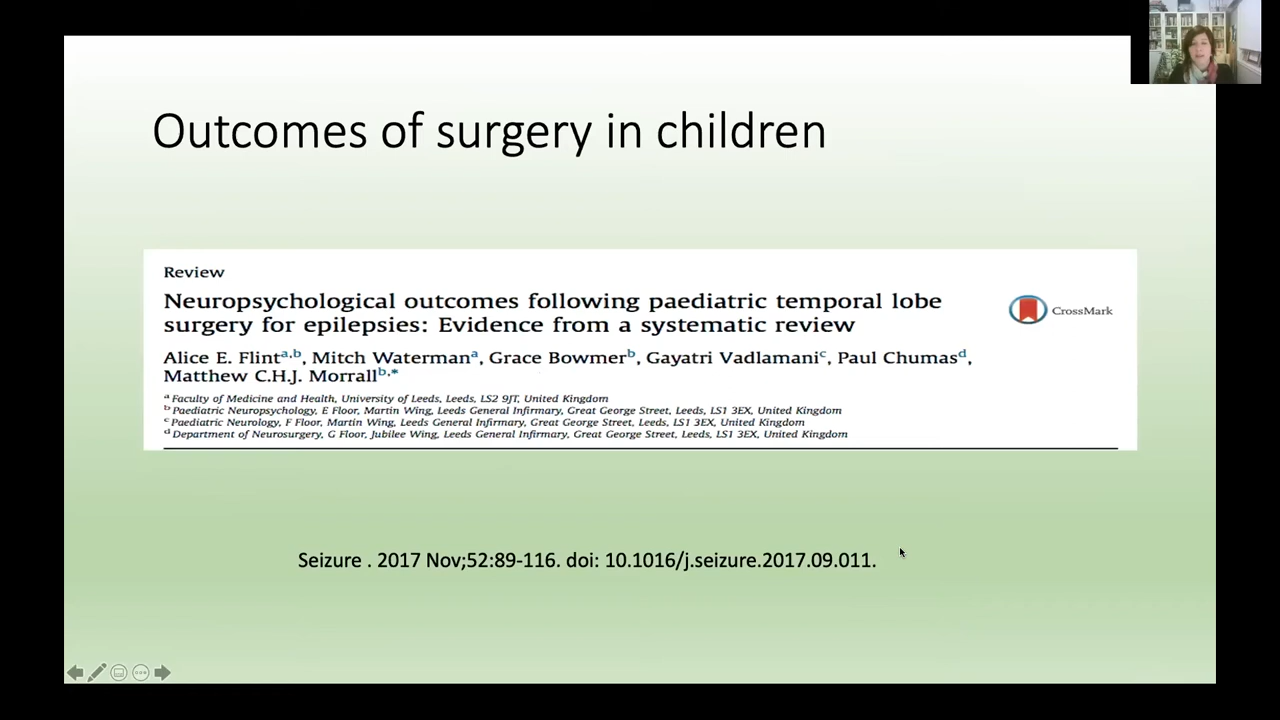 Outcomes of surgery in children
Review
Neuropsychological outcomes following paediatric temporal lobe
surgery for epilepsies: Evidence from a systematic review
CrossMark
Alice E. Flintᵃ,ᵇ, Mitch Watermanᵃ, Grace Bowmerᵇ, Gayatri Vadlamaniᶜ, Paul Chumasᵈ,
Matthew C.H.J. Morrallᵇ,*
ᵃ Faculty of Medicine and Health, University of Leeds, Leeds, LS2 9JT, United Kingdom
ᵇ Paediatric Neuropsychology, E Floor, Martin Wing, Leeds General Infirmary, Great George Street, Leeds, LS1 3EX, United Kingdom
ᶜ Paediatric Neurology, F Floor, Martin Wing, Leeds General Infirmary, Great George Street, Leeds, LS1 3EX, United Kingdom
ᵈ Department of Neurosurgery, G Floor, Jubilee Wing, Leeds General Infirmary, Great George Street, Leeds, LS1 3EX, United Kingdom
Seizure . 2017 Nov;52:89-116. doi: 10.1016/j.seizure.2017.09.011.